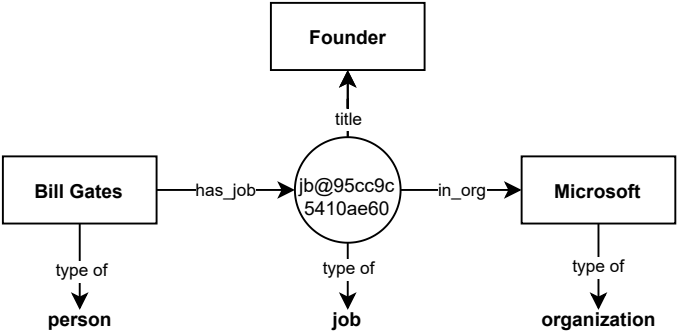 Founder
title
Bill Gates
has_job
jb@95cc9c
5410ae60
in_org
Microsoft
type of
type of
type of
person
job
organization